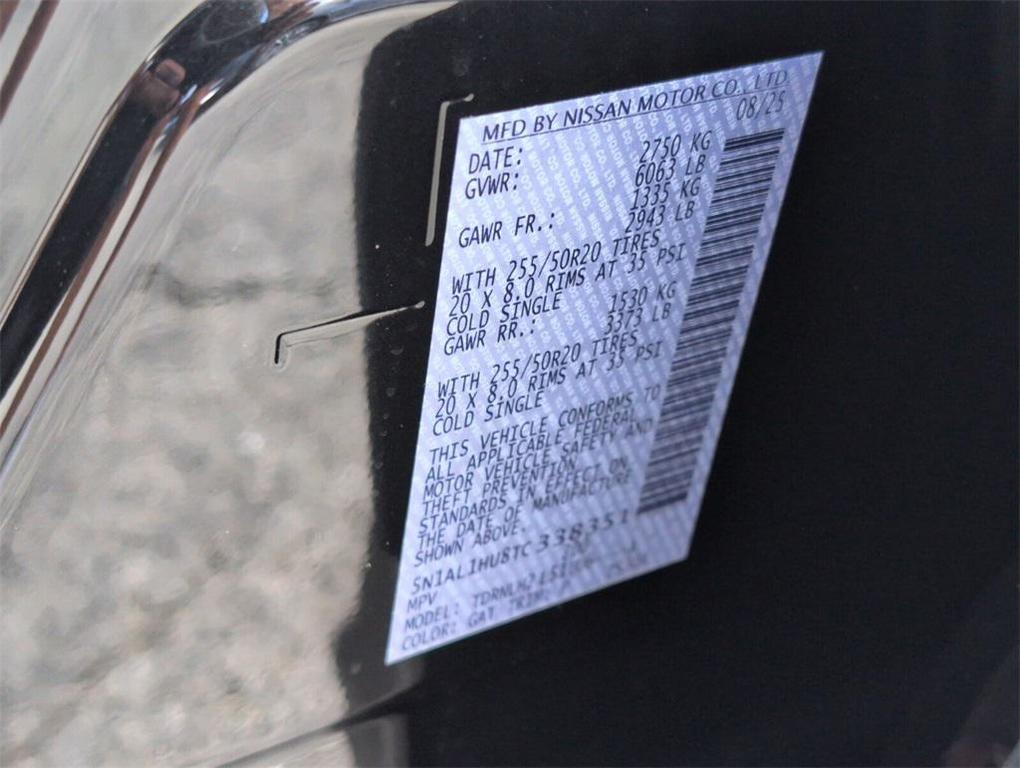 MFD BY NISSAN MOTOR CO., LTD.
DATE: 08/25
GVWR: 2750 KG
6063 LB
GAWR FR.: 1335 KG
2943 LB
WITH 255/50R20 TIRES
20 X 8.0 RIMS AT 35 PSI
COLD SINGLE
GAWR RR.: 1530 KG
3373 LB
WITH 255/50R20 TIRES
20 X 8.0 RIMS AT 35 PSI
COLD SINGLE
THIS VEHICLE CONFORMS TO
ALL APPLICABLE FEDERAL
MOTOR VEHICLE SAFETY AND
THEFT PREVENTION
STANDARDS IN EFFECT ON
THE DATE OF MANUFACTURE
SHOWN ABOVE.
5N1AL1HU8TC338351
MPV
MODEL:
COLOR: GAT TRIM: